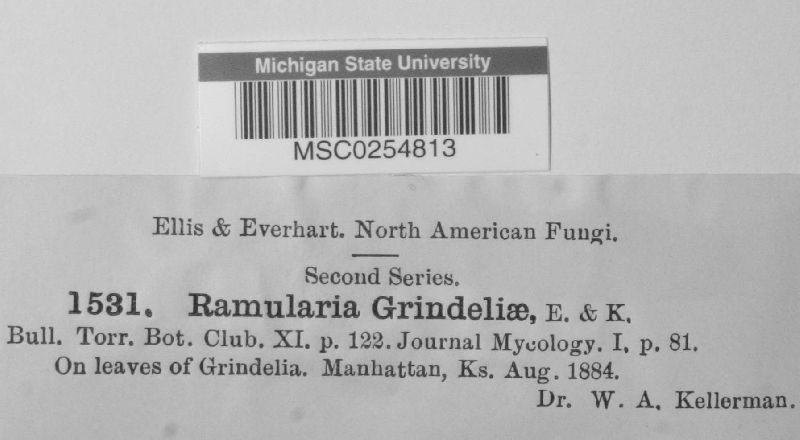 Michigan State University
MSC0254813
Ellis & Everhart. North American Fungi.
Second Series.
1531. Ramularia Grindeliæ, E. & K.
Bull. Torr. Bot. Club. XI. p. 122. Journal Mycology. I, p. 81.
On leaves of Grindelia. Manhattan, Ks. Aug. 1884.
Dr. W. A. Kellerman.